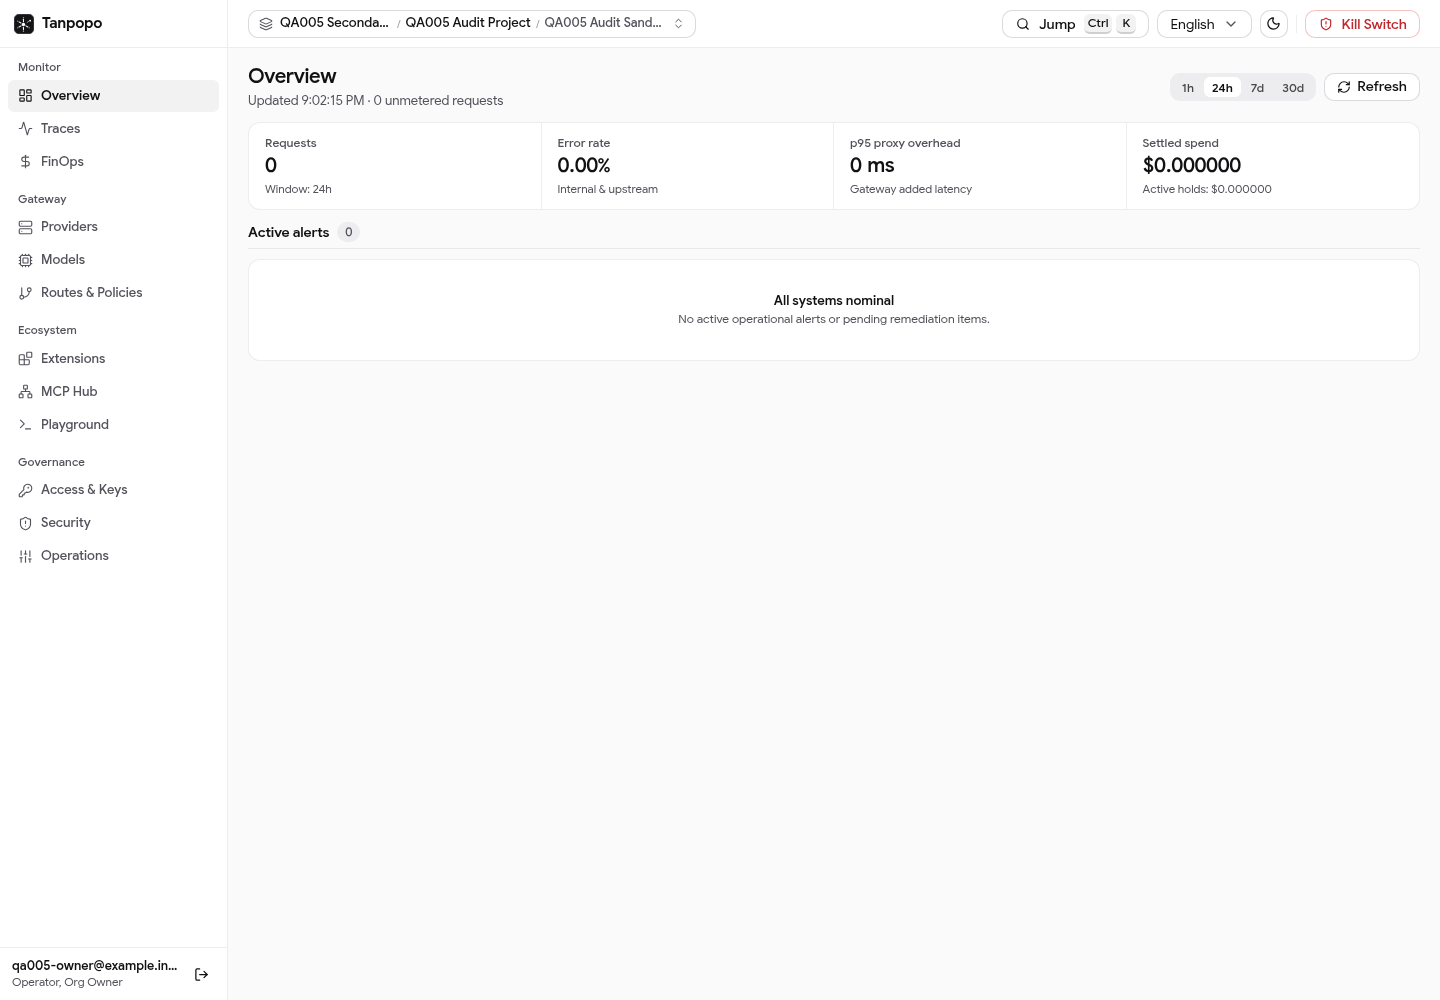 Tanpopo
QA005 Seconda... / QA005 Audit Project / QA005 Audit Sand...
Jump Ctrl K
English
Kill Switch
Monitor
Overview
Traces
FinOps
Gateway
Providers
Models
Routes & Policies
Ecosystem
Extensions
MCP Hub
Playground
Governance
Access & Keys
Security
Operations
qa005-owner@example.in...
Operator, Org Owner
Overview
Updated 9:02:15 PM · 0 unmetered requests
1h 24h 7d 30d
Refresh
Requests
0
Window: 24h
Error rate
0.00%
Internal & upstream
p95 proxy overhead
0 ms
Gateway added latency
Settled spend
$0.000000
Active holds: $0.000000
Active alerts 0
All systems nominal
No active operational alerts or pending remediation items.